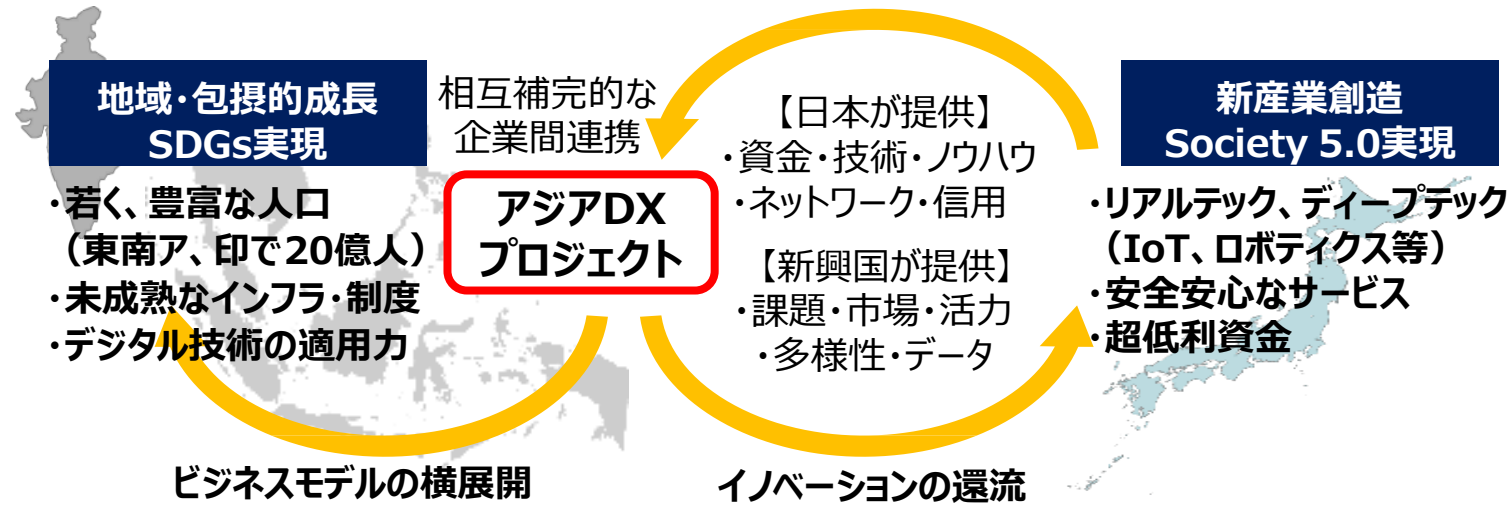 地域・包摂的成長
SDGs実現
・若く、豊富な人口
（東南ア、印で20億人）
・未成熟なインフラ・制度
・デジタル技術の適用力
相互補完的な
企業間連携
アジアDX
プロジェクト
【日本が提供】
・資金・技術・ノウハウ
・ネットワーク・信用
【新興国が提供】
・課題・市場・活力
・多様性・データ
新産業創造
Society 5.0実現
・リアルテック、ディープテック
（IoT、ロボティクス等）
・安全安心なサービス
・超低利資金
ビジネスモデルの横展開
イノベーションの還流